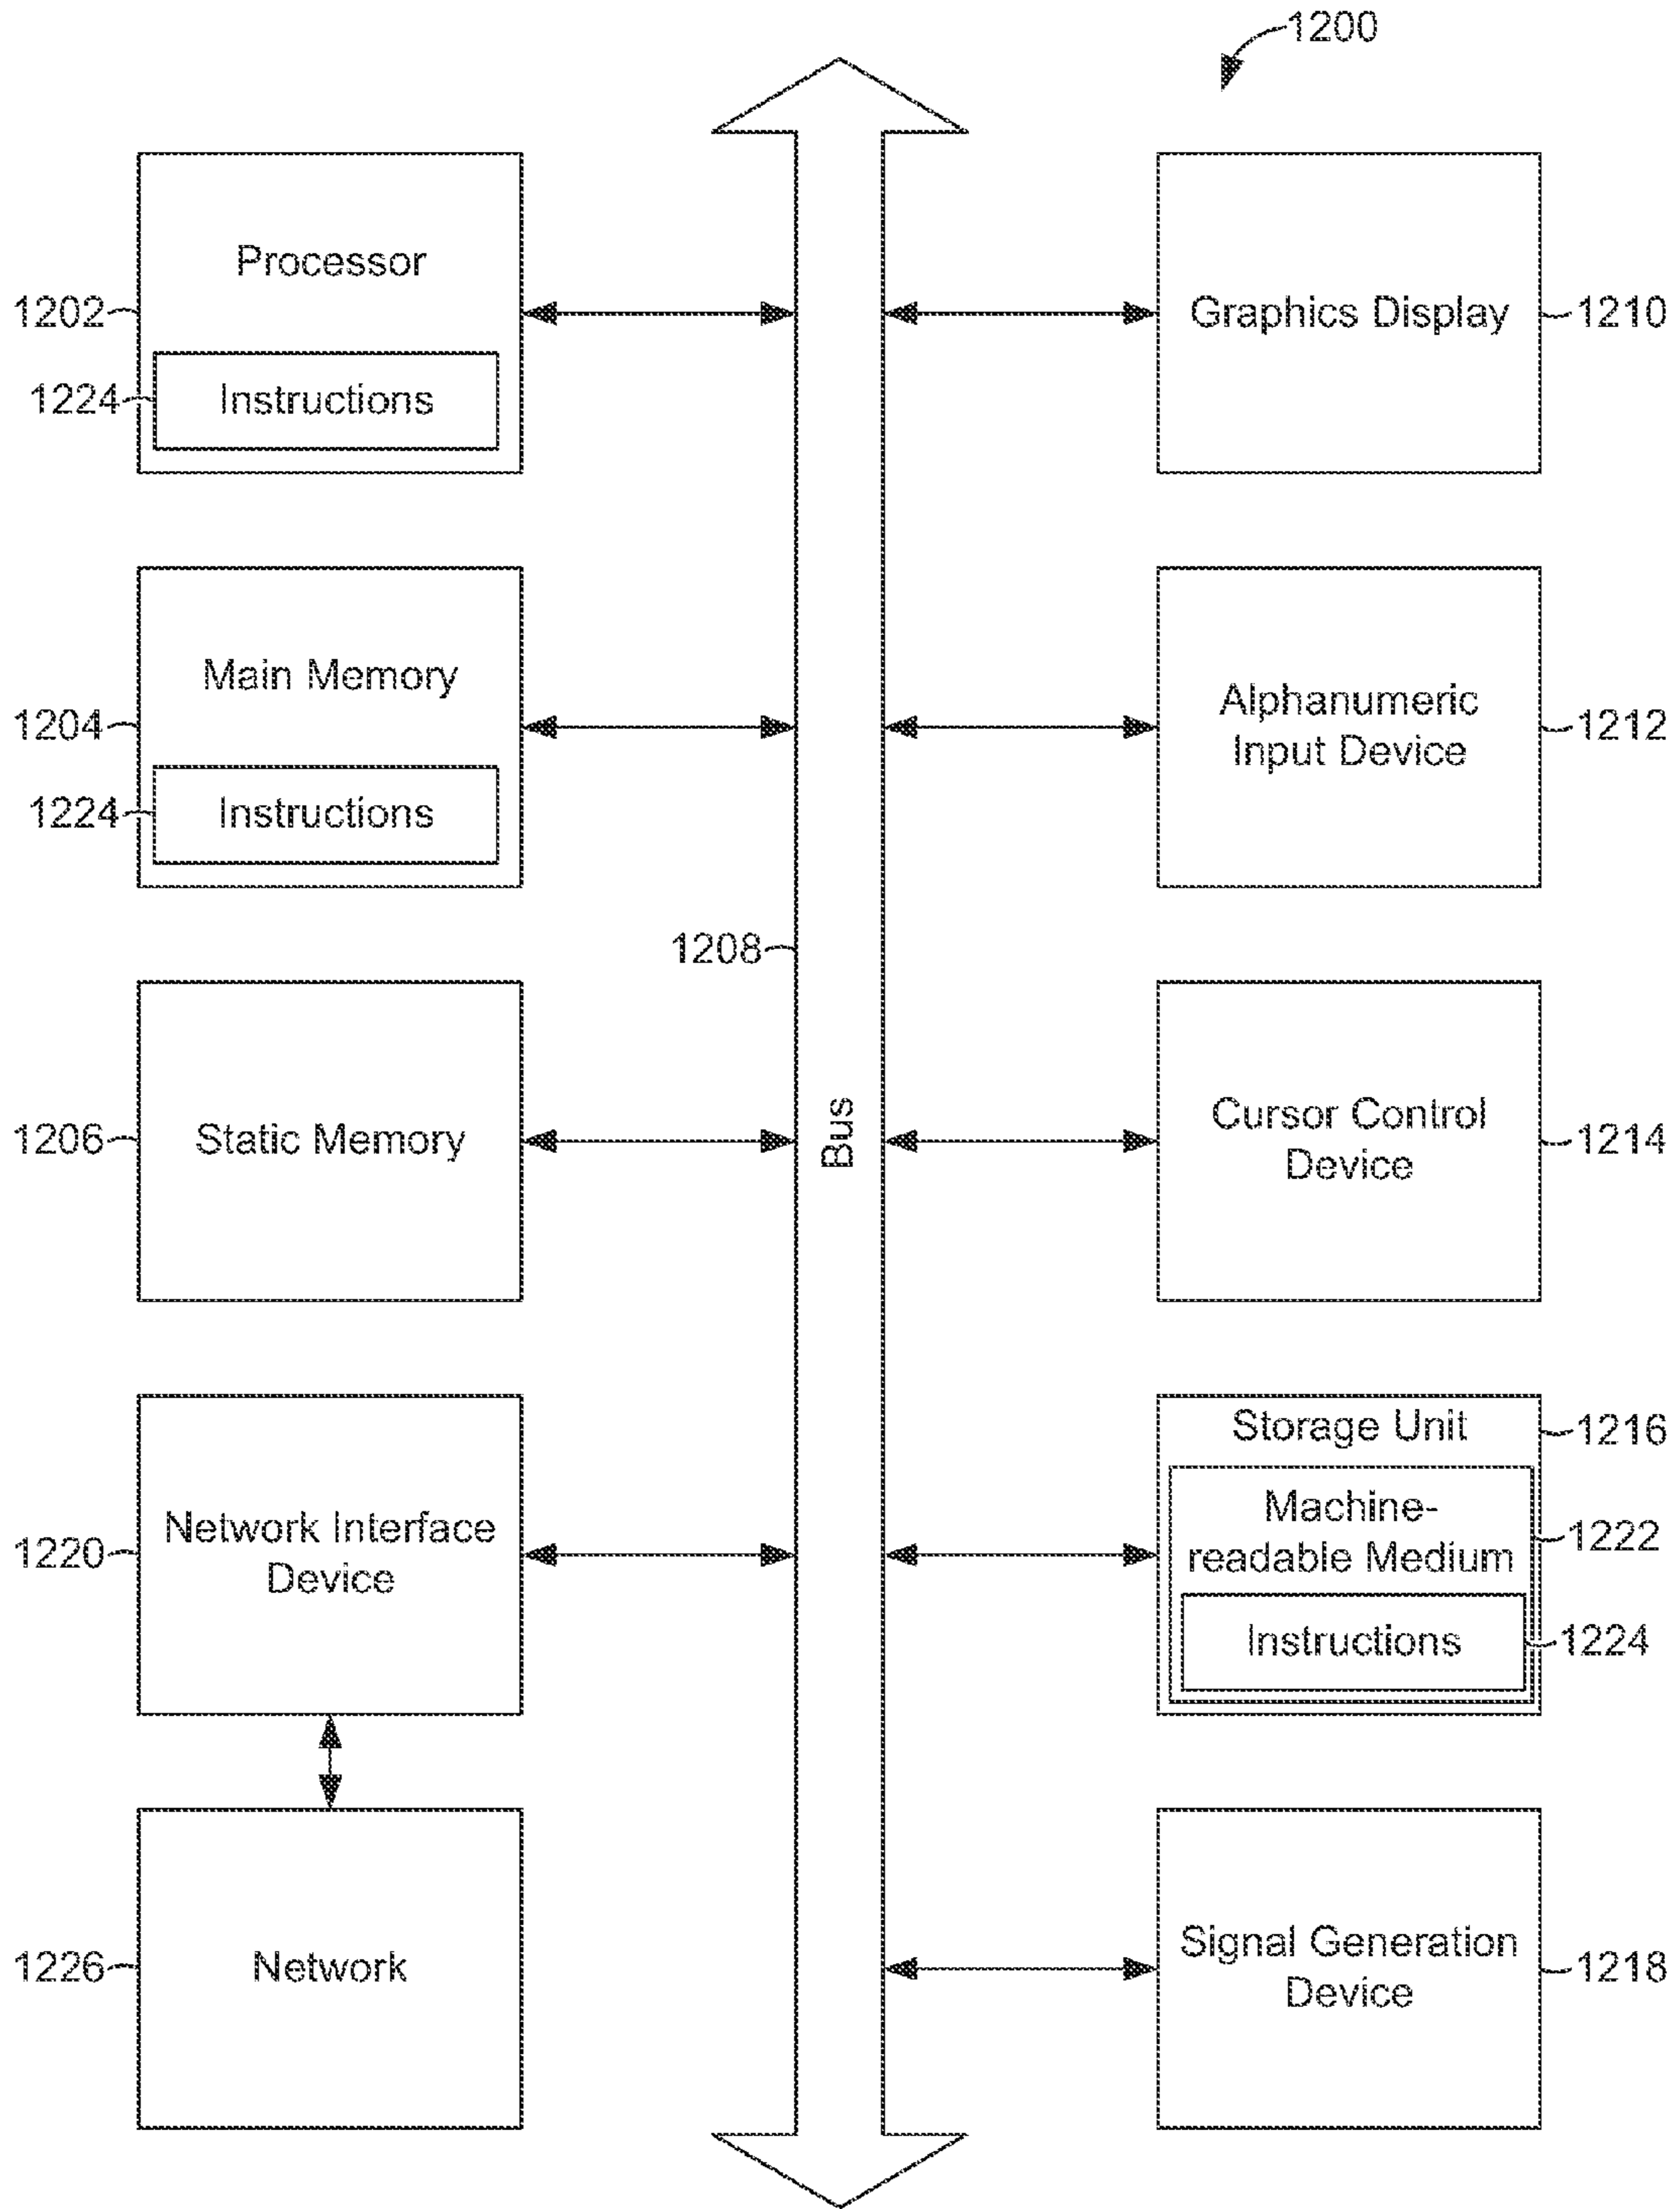 1200
Processor
1202
1224
Instructions
Graphics Display
1210
Main Memory
1204
1224
Instructions
Alphanumeric
Input Device
1212
1208
Bus
Static Memory
1206
Cursor Control
Device
1214
Network Interface
Device
1220
Storage Unit
1216
Machine-
readable Medium
1222
Instructions
1224
Network
1226
Signal Generation
Device
1218